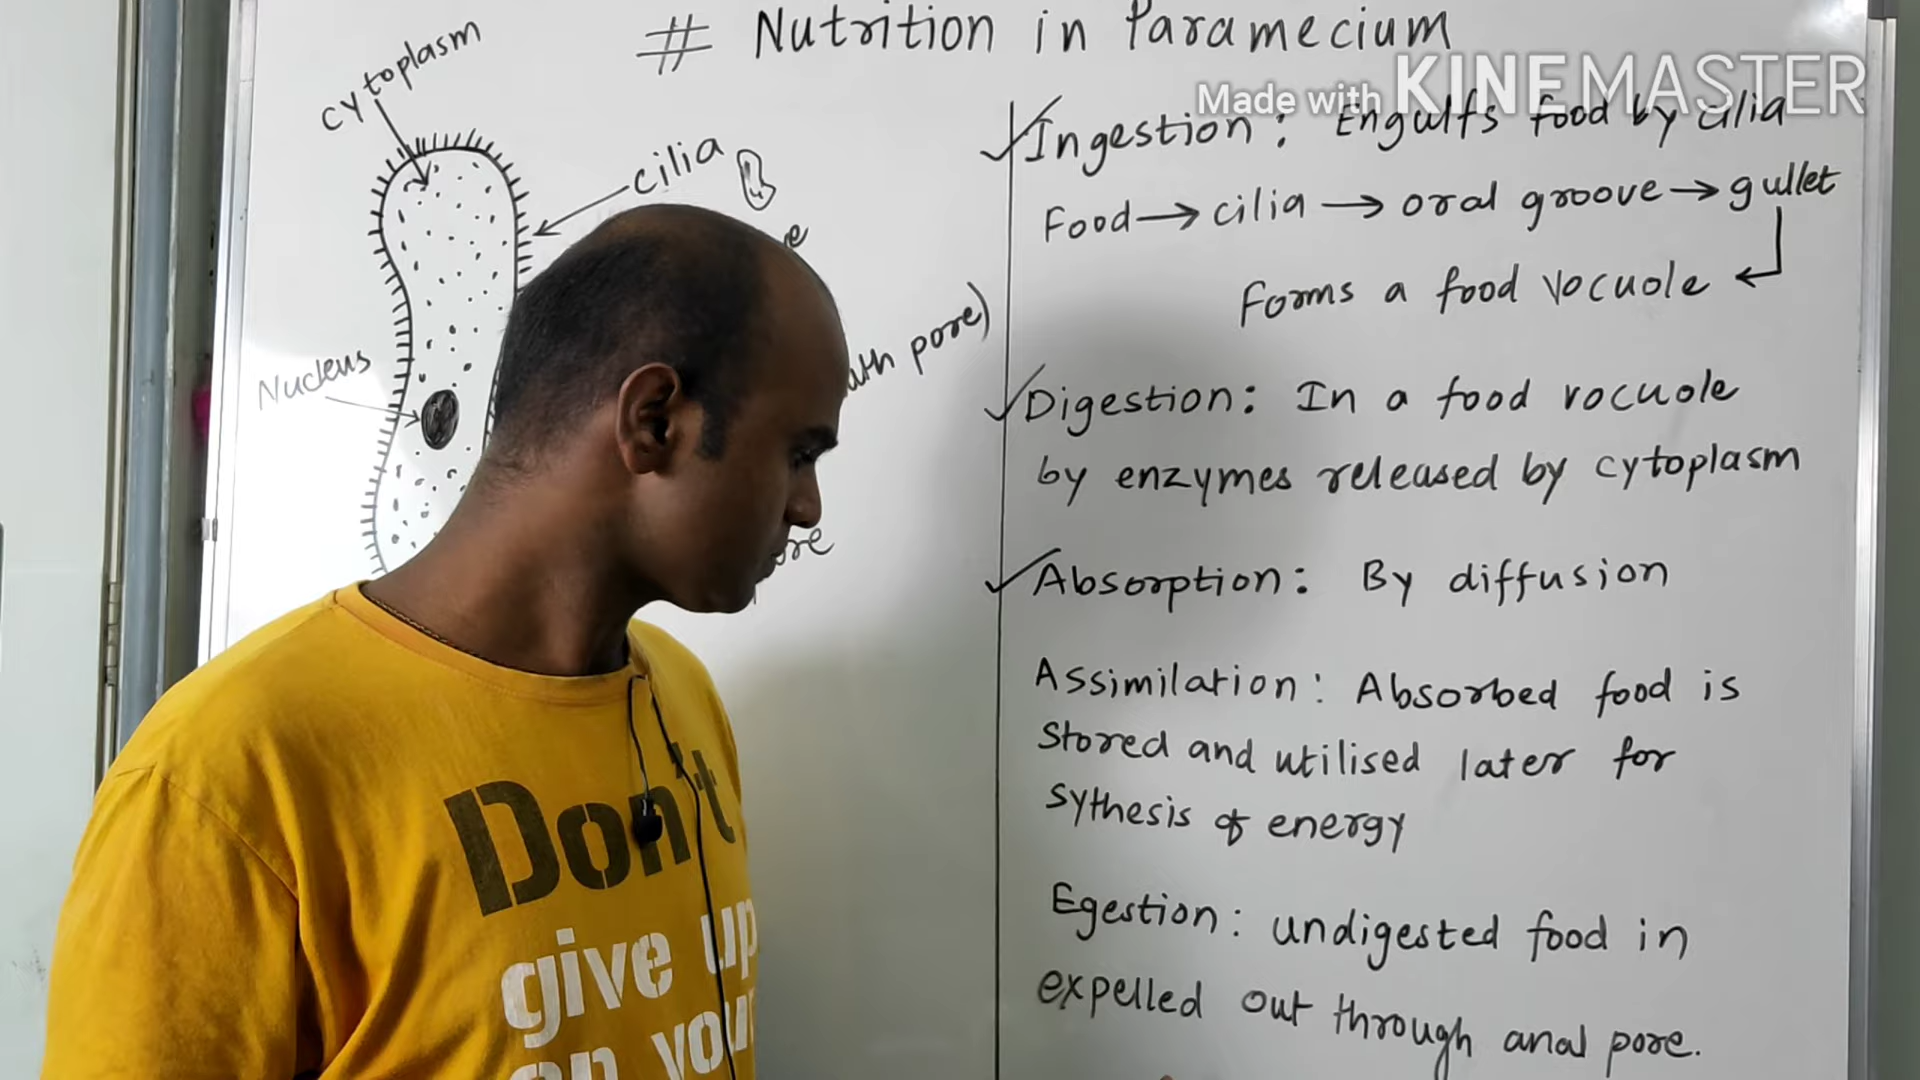 # Nutrition in Paramecium
Made with KINEMASTER
cytoplasm
cilia
Nucleus
pore)
Ingestion: Engulfs food by cilia
Food → cilia → oral groove → gullet
Forms a food vocuole
Digestion: In a food vocuole
by enzymes released by cytoplasm
Absorption: By diffusion
Assimilation: Absorbed food is
stored and utilised later for
sythesis of energy
Egestion: undigested food in
expelled out through anal pore.
Don't
give up
on your